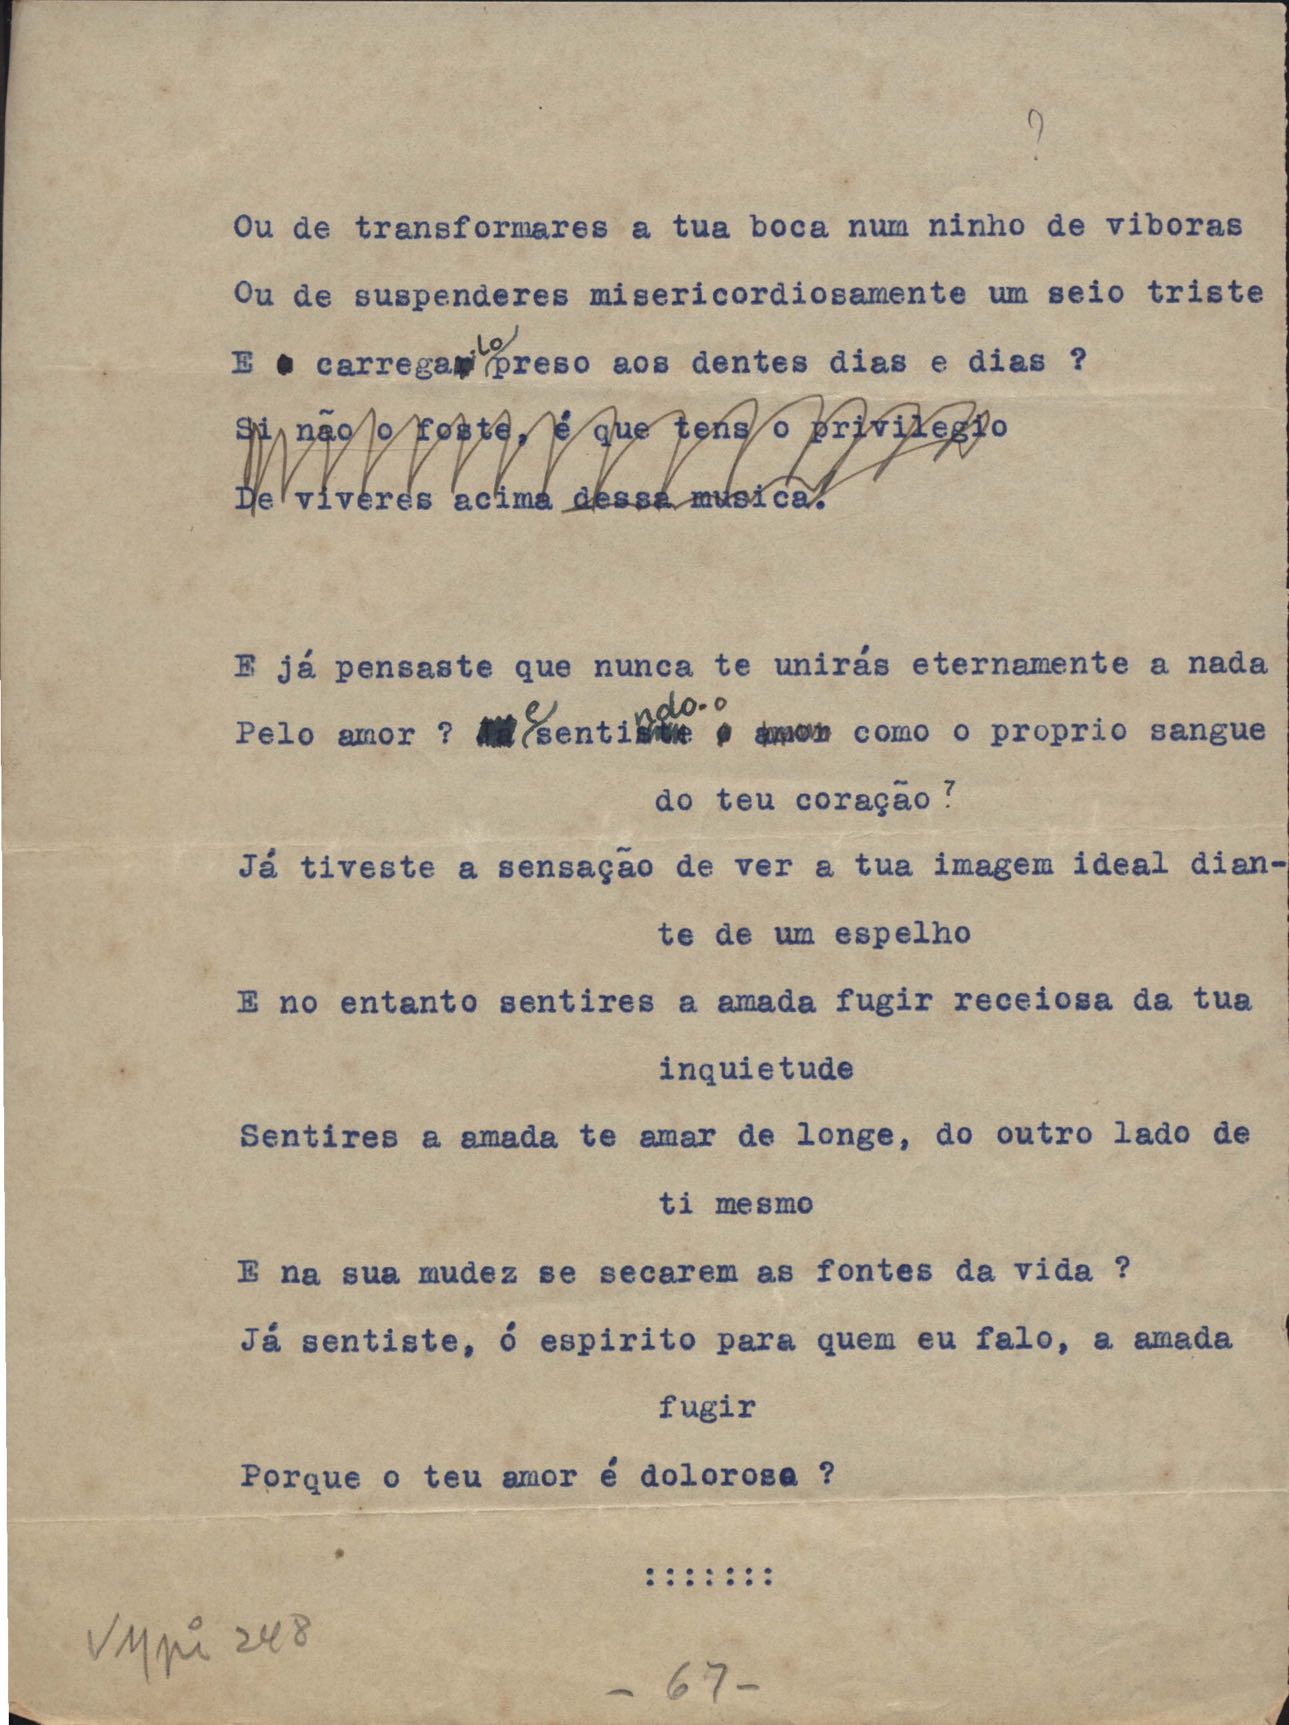 ?
Ou de transformares a tua boca num ninho de viboras
Ou de suspenderes misericordiosamente um seio triste
E o carregar-lo preso aos dentes dias e dias ?
Si não o foste, é que tens o privilegio
De viveres acima dessa musica.
E já pensaste que nunca te unirás eternamente a nada
Pelo amor ? e sentindo-o como o proprio sangue
do teu coração ?
Já tiveste a sensação de ver a tua imagem ideal dian-
te de um espelho
E no entanto sentires a amada fugir receiosa da tua
inquietude
Sentires a amada te amar de longe, do outro lado de
ti mesmo
E na sua mudez se secarem as fontes da vida ?
Já sentiste, ó espirito para quem eu falo, a amada
fugir
Porque o teu amor é doloroso ?
:::::::
VMpi 248
- 67 -